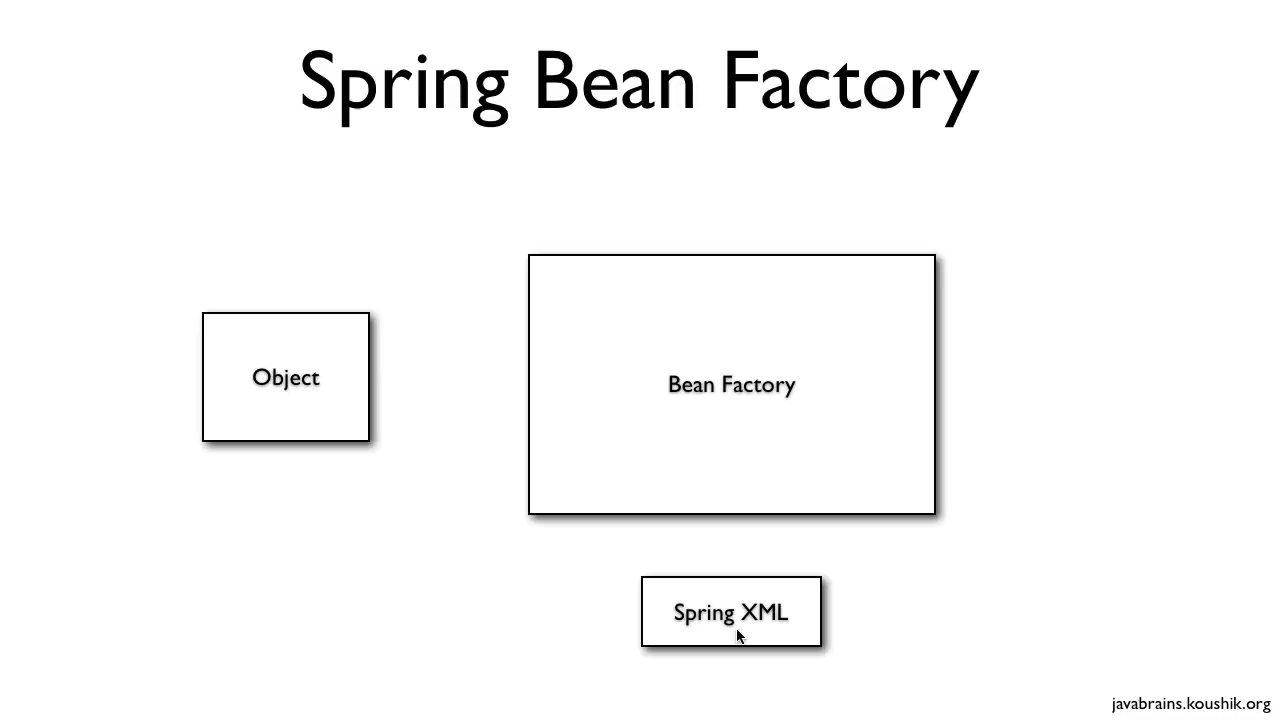 Spring Bean Factory
Object
Bean Factory
Spring XML
javabrains.koushik.org